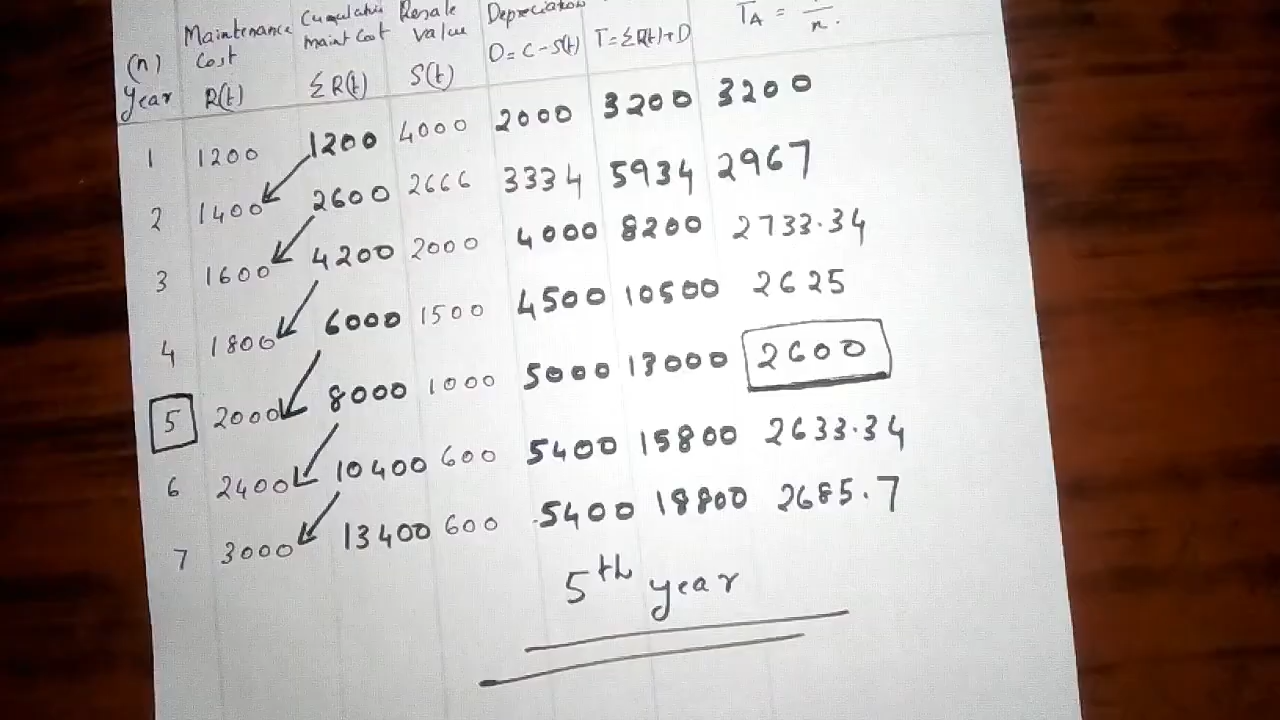 (n) year Maintenance Cost R(t) Cumulative maint Cost ΣR(t) Resale value S(t) Depreciation D = C - S(t) T = ΣR(t) + D TA = /n.
1 1200 1200 4000 2000 3200 3200
2 1400 2600 2666 3334 5934 2967
3 1600 4200 2000 4000 8200 2733.34
4 1800 6000 1500 4500 10500 2625
5 2000 8000 1000 5000 13000 2600
6 2400 10400 600 5400 15800 2633.34
7 3000 13400 600 5400 18800 2685.7
5th year